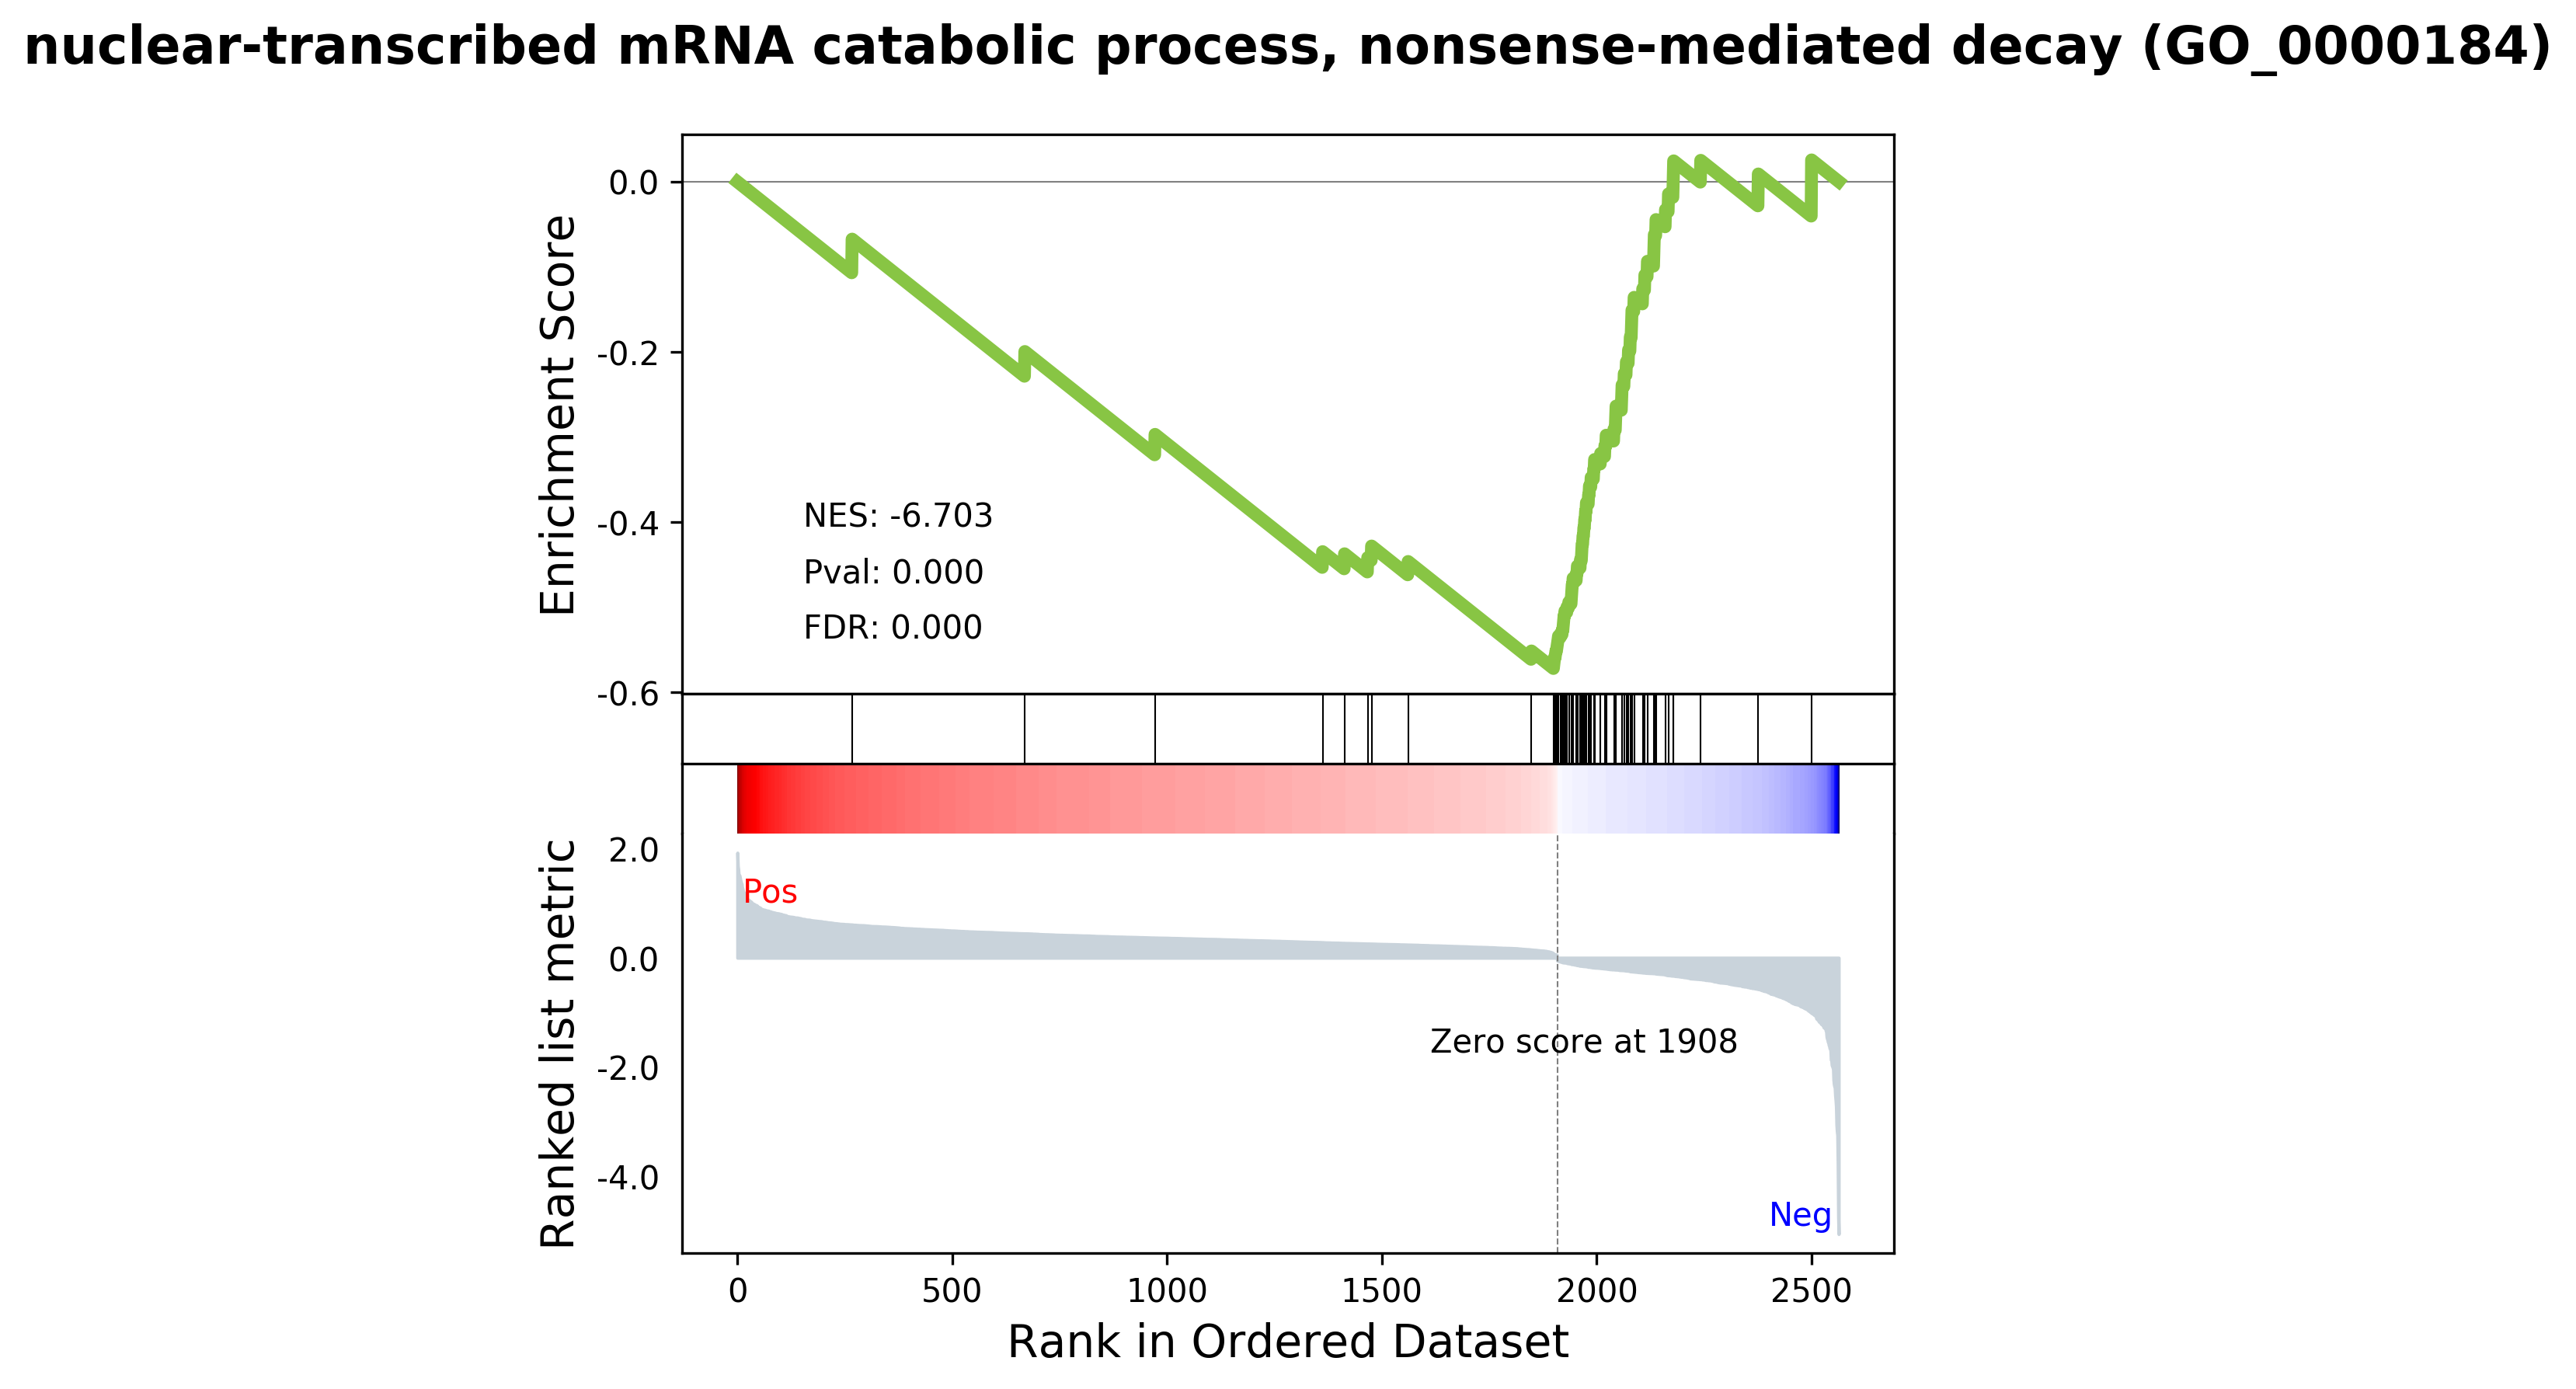 nuclear-transcribed mRNA catabolic process, nonsense-mediated decay (GO_0000184)
Enrichment Score
0.0
-0.2
-0.4
-0.6
NES: -6.703
Pval: 0.000
FDR: 0.000
Ranked list metric
2.0
0.0
-2.0
-4.0
Pos
Zero score at 1908
Neg
0 500 1000 1500 2000 2500
Rank in Ordered Dataset